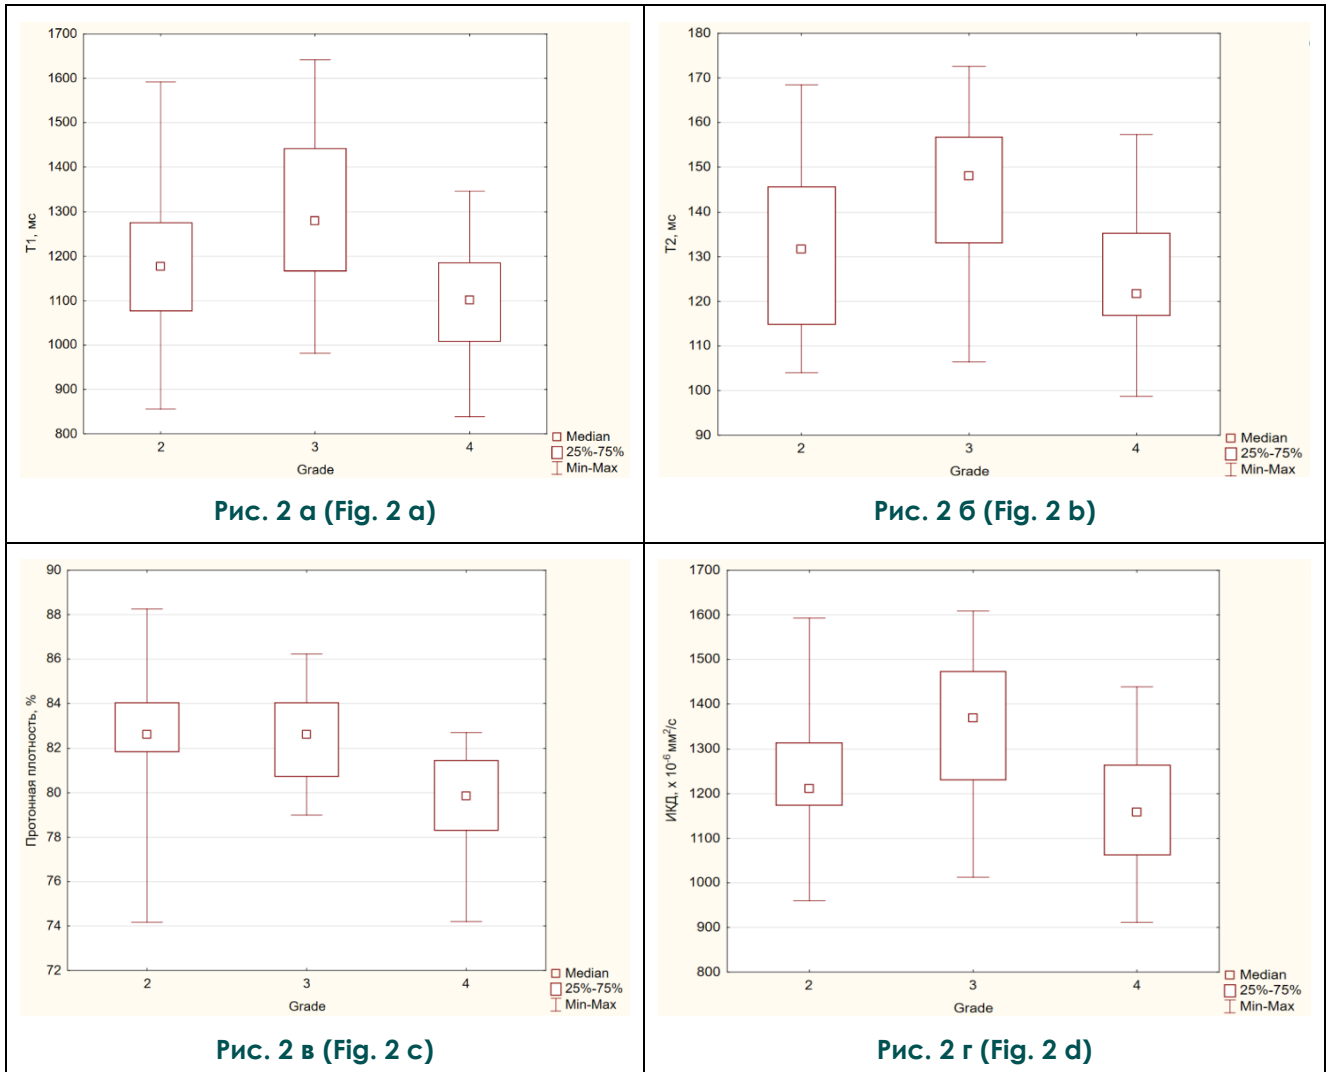 1700
1600
1500
1400
1300
1200
1100
1000
900
800
T1, мс
2 3 4
Grade
Median
25%-75%
Min-Max
Рис. 2 а (Fig. 2 a)
180
170
160
150
140
130
120
110
100
90
T2, мс
2 3 4
Grade
Median
25%-75%
Min-Max
Рис. 2 б (Fig. 2 b)
90
88
86
84
82
80
78
76
74
72
Протонная плотность, %
2 3 4
Grade
Median
25%-75%
Min-Max
Рис. 2 в (Fig. 2 c)
1700
1600
1500
1400
1300
1200
1100
1000
900
800
ИКД, x 10⁻⁶ мм²/с
2 3 4
Grade
Median
25%-75%
Min-Max
Рис. 2 г (Fig. 2 d)